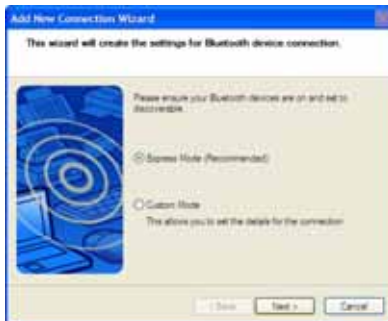 Add New Connection Wizard
This wizard will create the settings for Bluetooth device connection.
Please ensure your Bluetooth devices are on and set to
discoverable.
Express Mode (Recommended)
Custom Mode
This allows you to set the details for the connection
< Back
Next >
Cancel